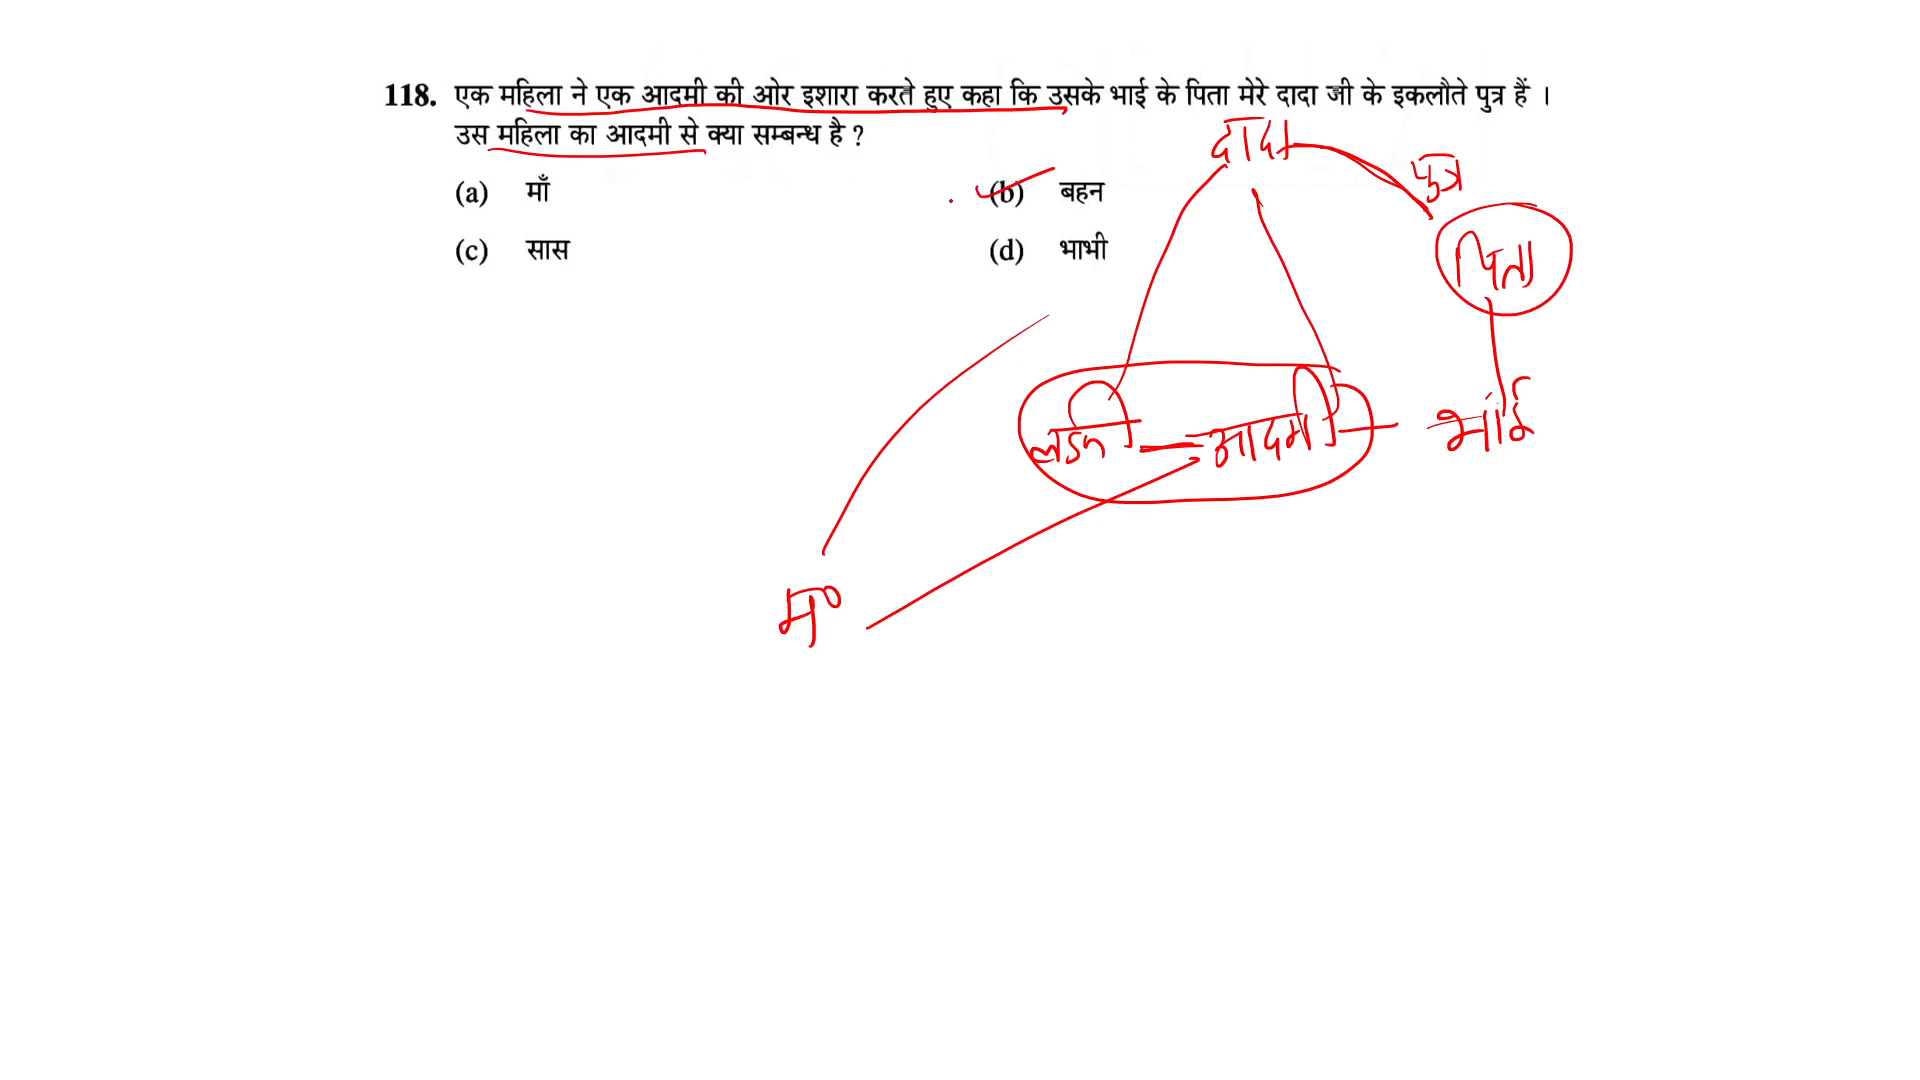 118. एक महिला ने एक आदमी की ओर इशारा करते हुए कहा कि उसके भाई के पिता मेरे दादा जी के इकलौते पुत्र हैं ।
उस महिला का आदमी से क्या सम्बन्ध है ?
(a) माँ (b) बहन
(c) सास (d) भाभी
दादा
पुत्र
पिता
आदमी भाई
म॰